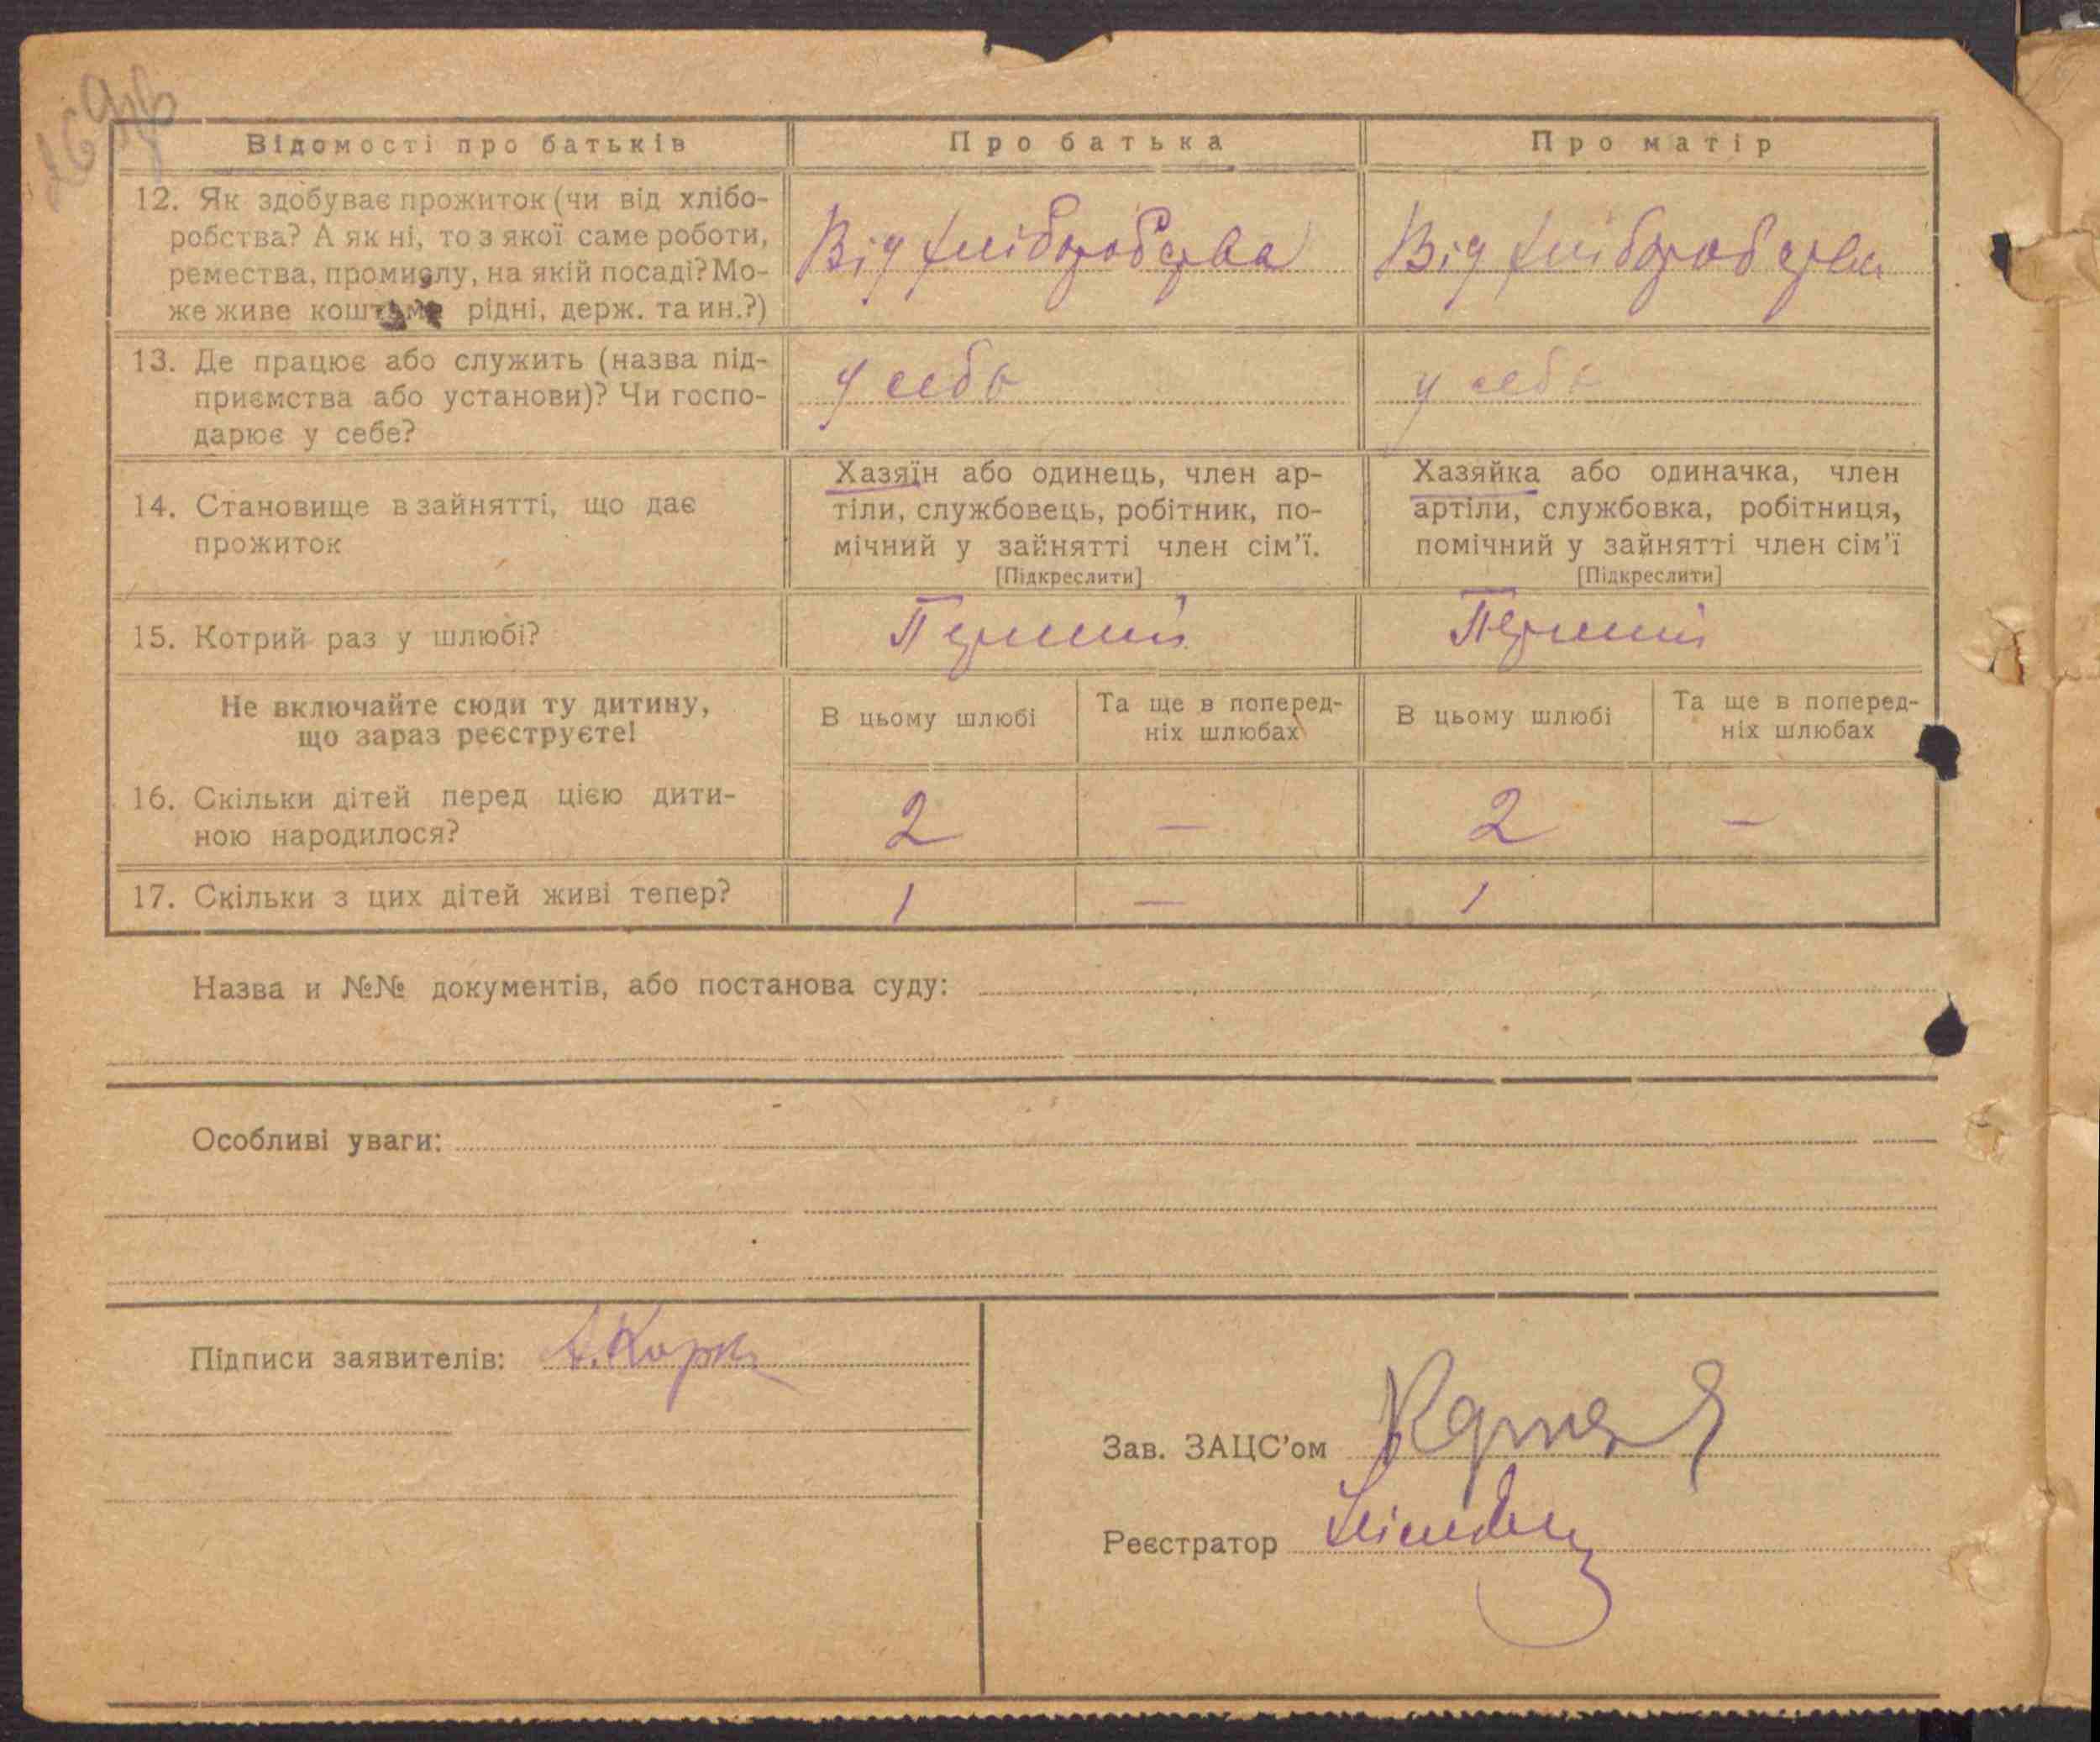 269зв
Відомості про батьків
Про батька
Про матір
12. Як здобуває прожиток (чи від хлібо-
робства? А як ні, то з якої саме роботи,
ремества, промислу, на якій посаді? Мо-
же живе коштами рідні, держ. та ин.?)
Від хліборобства
Від хліборобства
13. Де працює або служить (назва під-
приємства або установи)? Чи госпо-
дарює у себе?
у себе
у себе
14. Становище в зайнятті, що дає
прожиток
Хазяїн або одинець, член ар-
тіли, службовець, робітник, по-
мічний у зайнятті член сім'ї.
[Підкреслити]
Хазяйка або одиначка, член
артіли, службовка, робітниця,
помічний у зайнятті член сім'ї
[Підкреслити]
15. Котрий раз у шлюбі?
Перший
Перший
Не включайте сюди ту дитину,
що зараз реєструєте!
В цьому шлюбі
Та ще в поперед-
ніх шлюбах
В цьому шлюбі
Та ще в поперед-
ніх шлюбах
16. Скільки дітей перед цією дити-
ною народилося?
2
—
2
—
17. Скільки з цих дітей живі тепер?
1
—
1
Назва и №№ документів, або постанова суду:
Особливі уваги:
Підписи заявителів:
Зав. ЗАЦС'ом
Реєстратор